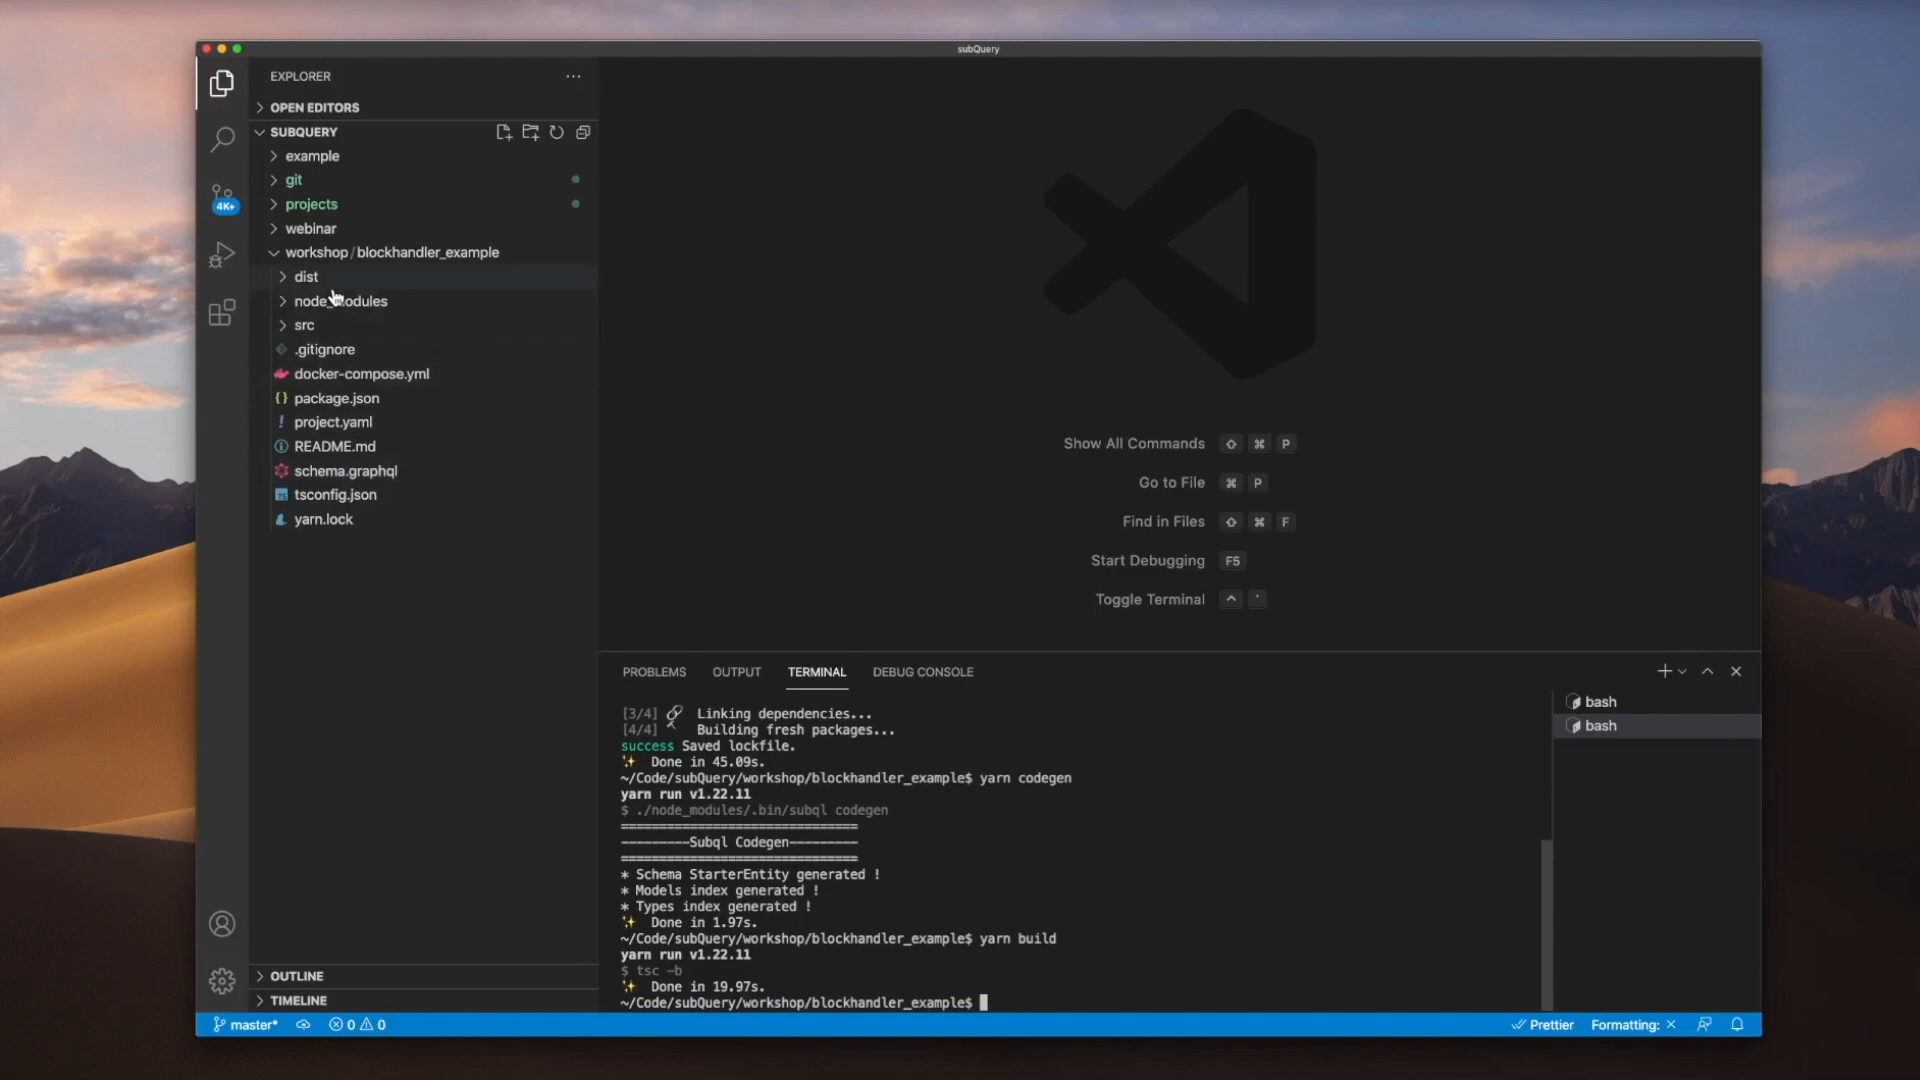 subQuery
EXPLORER
OPEN EDITORS
SUBQUERY
example
git
projects
4K+
webinar
workshop / blockhandler_example
dist
node_modules
src
.gitignore
docker-compose.yml
package.json
project.yaml
README.md
schema.graphql
tsconfig.json
yarn.lock
OUTLINE
TIMELINE
Show All Commands ⇧ ⌘ P
Go to File ⌘ P
Find in Files ⇧ ⌘ F
Start Debugging F5
Toggle Terminal ^ `
PROBLEMS OUTPUT TERMINAL DEBUG CONSOLE
[3/4] 🔗 Linking dependencies...
[4/4] Building fresh packages...
success Saved lockfile.
✨ Done in 45.09s.
~/Code/subQuery/workshop/blockhandler_example$ yarn codegen
yarn run v1.22.11
$ ./node_modules/.bin/subql codegen
===============================
---------Subql Codegen---------
===============================
* Schema StarterEntity generated !
* Models index generated !
* Types index generated !
✨ Done in 1.97s.
~/Code/subQuery/workshop/blockhandler_example$ yarn build
yarn run v1.22.11
$ tsc -b
✨ Done in 19.97s.
~/Code/subQuery/workshop/blockhandler_example$
bash
bash
master* 0 0 Prettier Formatting: ×